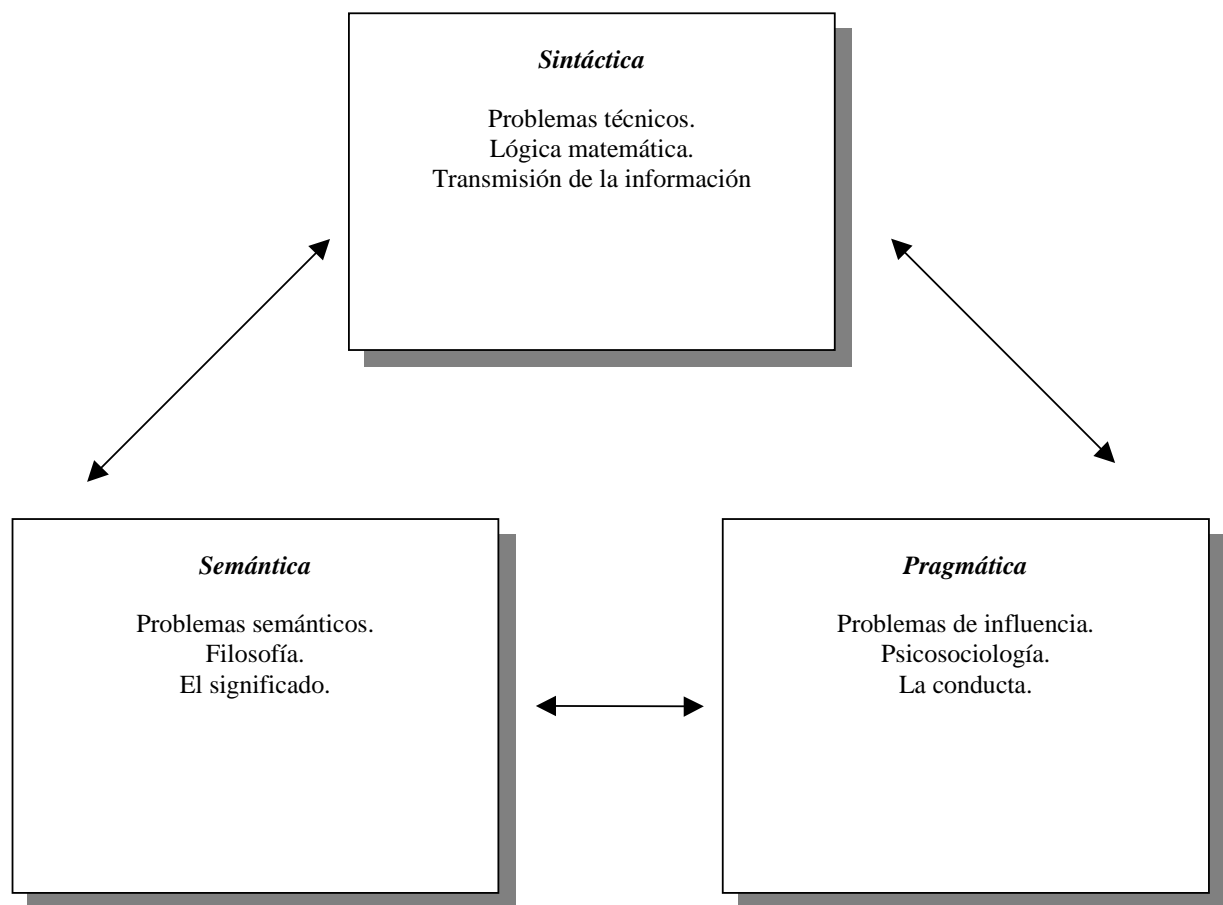 Sintáctica
Problemas técnicos.
Lógica matemática.
Transmisión de la información
Semántica
Problemas semánticos.
Filosofía.
El significado.
Pragmática
Problemas de influencia.
Psicosociología.
La conducta.